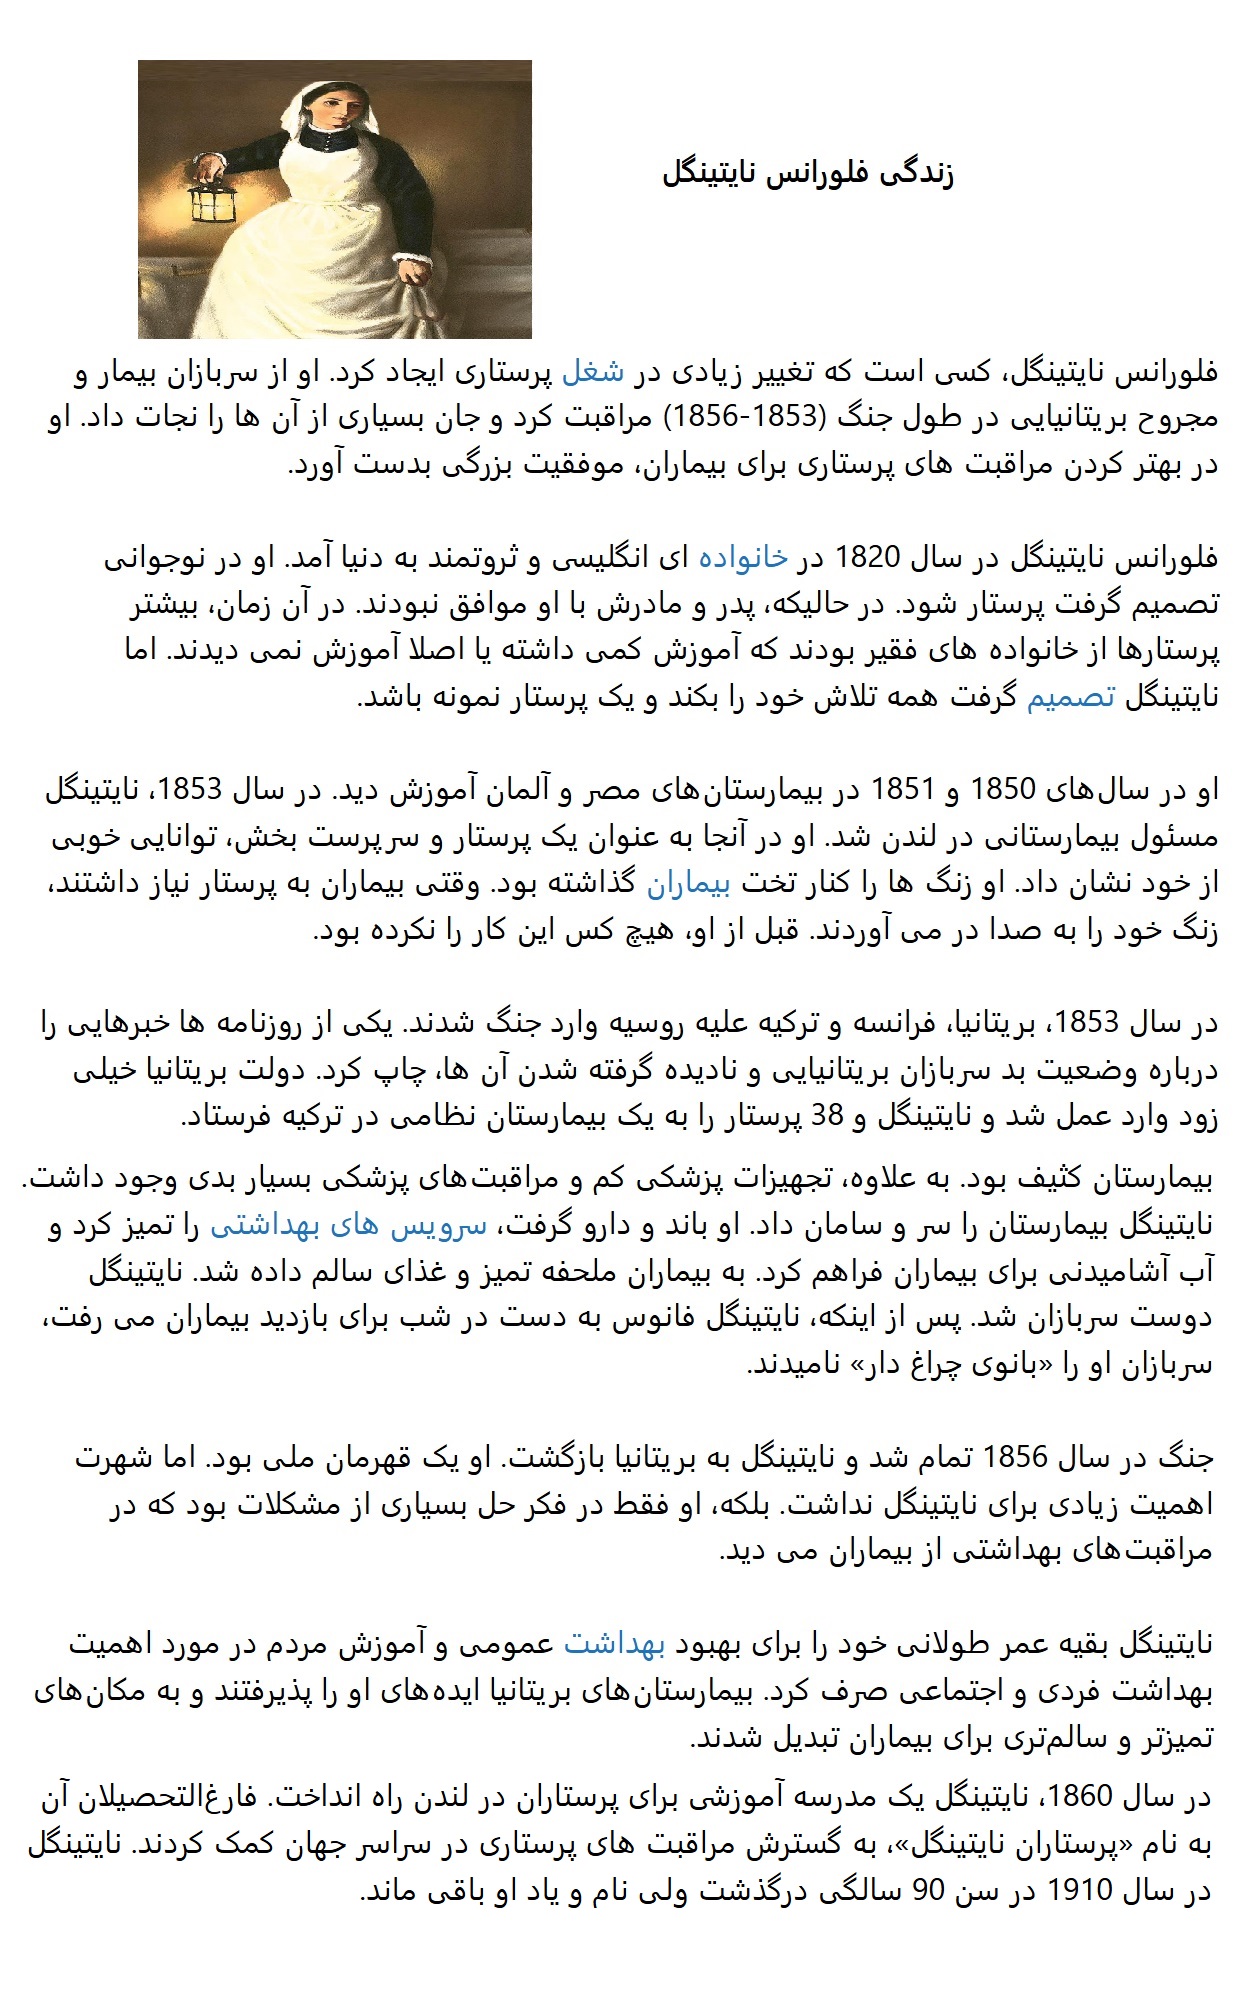 زندگی فلورانس نایتینگل
فلورانس نایتینگل، کسی است که تغییر زیادی در شغل پرستاری ایجاد کرد. او از سربازان بیمار و
مجروح بریتانیایی در طول جنگ (1853-1856) مراقبت کرد و جان بسیاری از آن ها را نجات داد. او
در بهتر کردن مراقبت های پرستاری برای بیماران، موفقیت بزرگی بدست آورد.
فلورانس نایتینگل در سال 1820 در خانواده ای انگلیسی و ثروتمند به دنیا آمد. او در نوجوانی
تصمیم گرفت پرستار شود. در حالیکه، پدر و مادرش با او موافق نبودند. در آن زمان، بیشتر
پرستارها از خانواده های فقیر بودند که آموزش کمی داشته یا اصلا آموزش نمی دیدند. اما
نایتینگل تصمیم گرفت همه تلاش خود را بکند و یک پرستار نمونه باشد.
او در سال‌های 1850 و 1851 در بیمارستان‌های مصر و آلمان آموزش دید. در سال 1853، نایتینگل
مسئول بیمارستانی در لندن شد. او در آنجا به عنوان یک پرستار و سرپرست بخش، توانایی خوبی
از خود نشان داد. او زنگ ها را کنار تخت بیماران گذاشته بود. وقتی بیماران به پرستار نیاز داشتند،
زنگ خود را به صدا در می آوردند. قبل از او، هیچ کس این کار را نکرده بود.
در سال 1853، بریتانیا، فرانسه و ترکیه علیه روسیه وارد جنگ شدند. یکی از روزنامه ها خبرهایی را
درباره وضعیت بد سربازان بریتانیایی و نادیده گرفته شدن آن ها، چاپ کرد. دولت بریتانیا خیلی
زود وارد عمل شد و نایتینگل و 38 پرستار را به یک بیمارستان نظامی در ترکیه فرستاد.
بیمارستان کثیف بود. به علاوه، تجهیزات پزشکی کم و مراقبت‌های پزشکی بسیار بدی وجود داشت.
نایتینگل بیمارستان را سر و سامان داد. او باند و دارو گرفت، سرویس های بهداشتی را تمیز کرد و
آب آشامیدنی برای بیماران فراهم کرد. به بیماران ملحفه تمیز و غذای سالم داده شد. نایتینگل
دوست سربازان شد. پس از اینکه، نایتینگل فانوس به دست در شب برای بازدید بیماران می رفت،
سربازان او را «بانوی چراغ دار» نامیدند.
جنگ در سال 1856 تمام شد و نایتینگل به بریتانیا بازگشت. او یک قهرمان ملی بود. اما شهرت
اهمیت زیادی برای نایتینگل نداشت. بلکه، او فقط در فکر حل بسیاری از مشکلات بود که در
مراقبت‌های بهداشتی از بیماران می دید.
نایتینگل بقیه عمر طولانی خود را برای بهبود بهداشت عمومی و آموزش مردم در مورد اهمیت
بهداشت فردی و اجتماعی صرف کرد. بیمارستان‌های بریتانیا ایده‌های او را پذیرفتند و به مکان‌های
تمیزتر و سالم‌تری برای بیماران تبدیل شدند.
در سال 1860، نایتینگل یک مدرسه آموزشی برای پرستاران در لندن راه انداخت. فارغ‌التحصیلان آن
به نام «پرستاران نایتینگل»، به گسترش مراقبت های پرستاری در سراسر جهان کمک کردند. نایتینگل
در سال 1910 در سن 90 سالگی درگذشت ولی نام و یاد او باقی ماند.